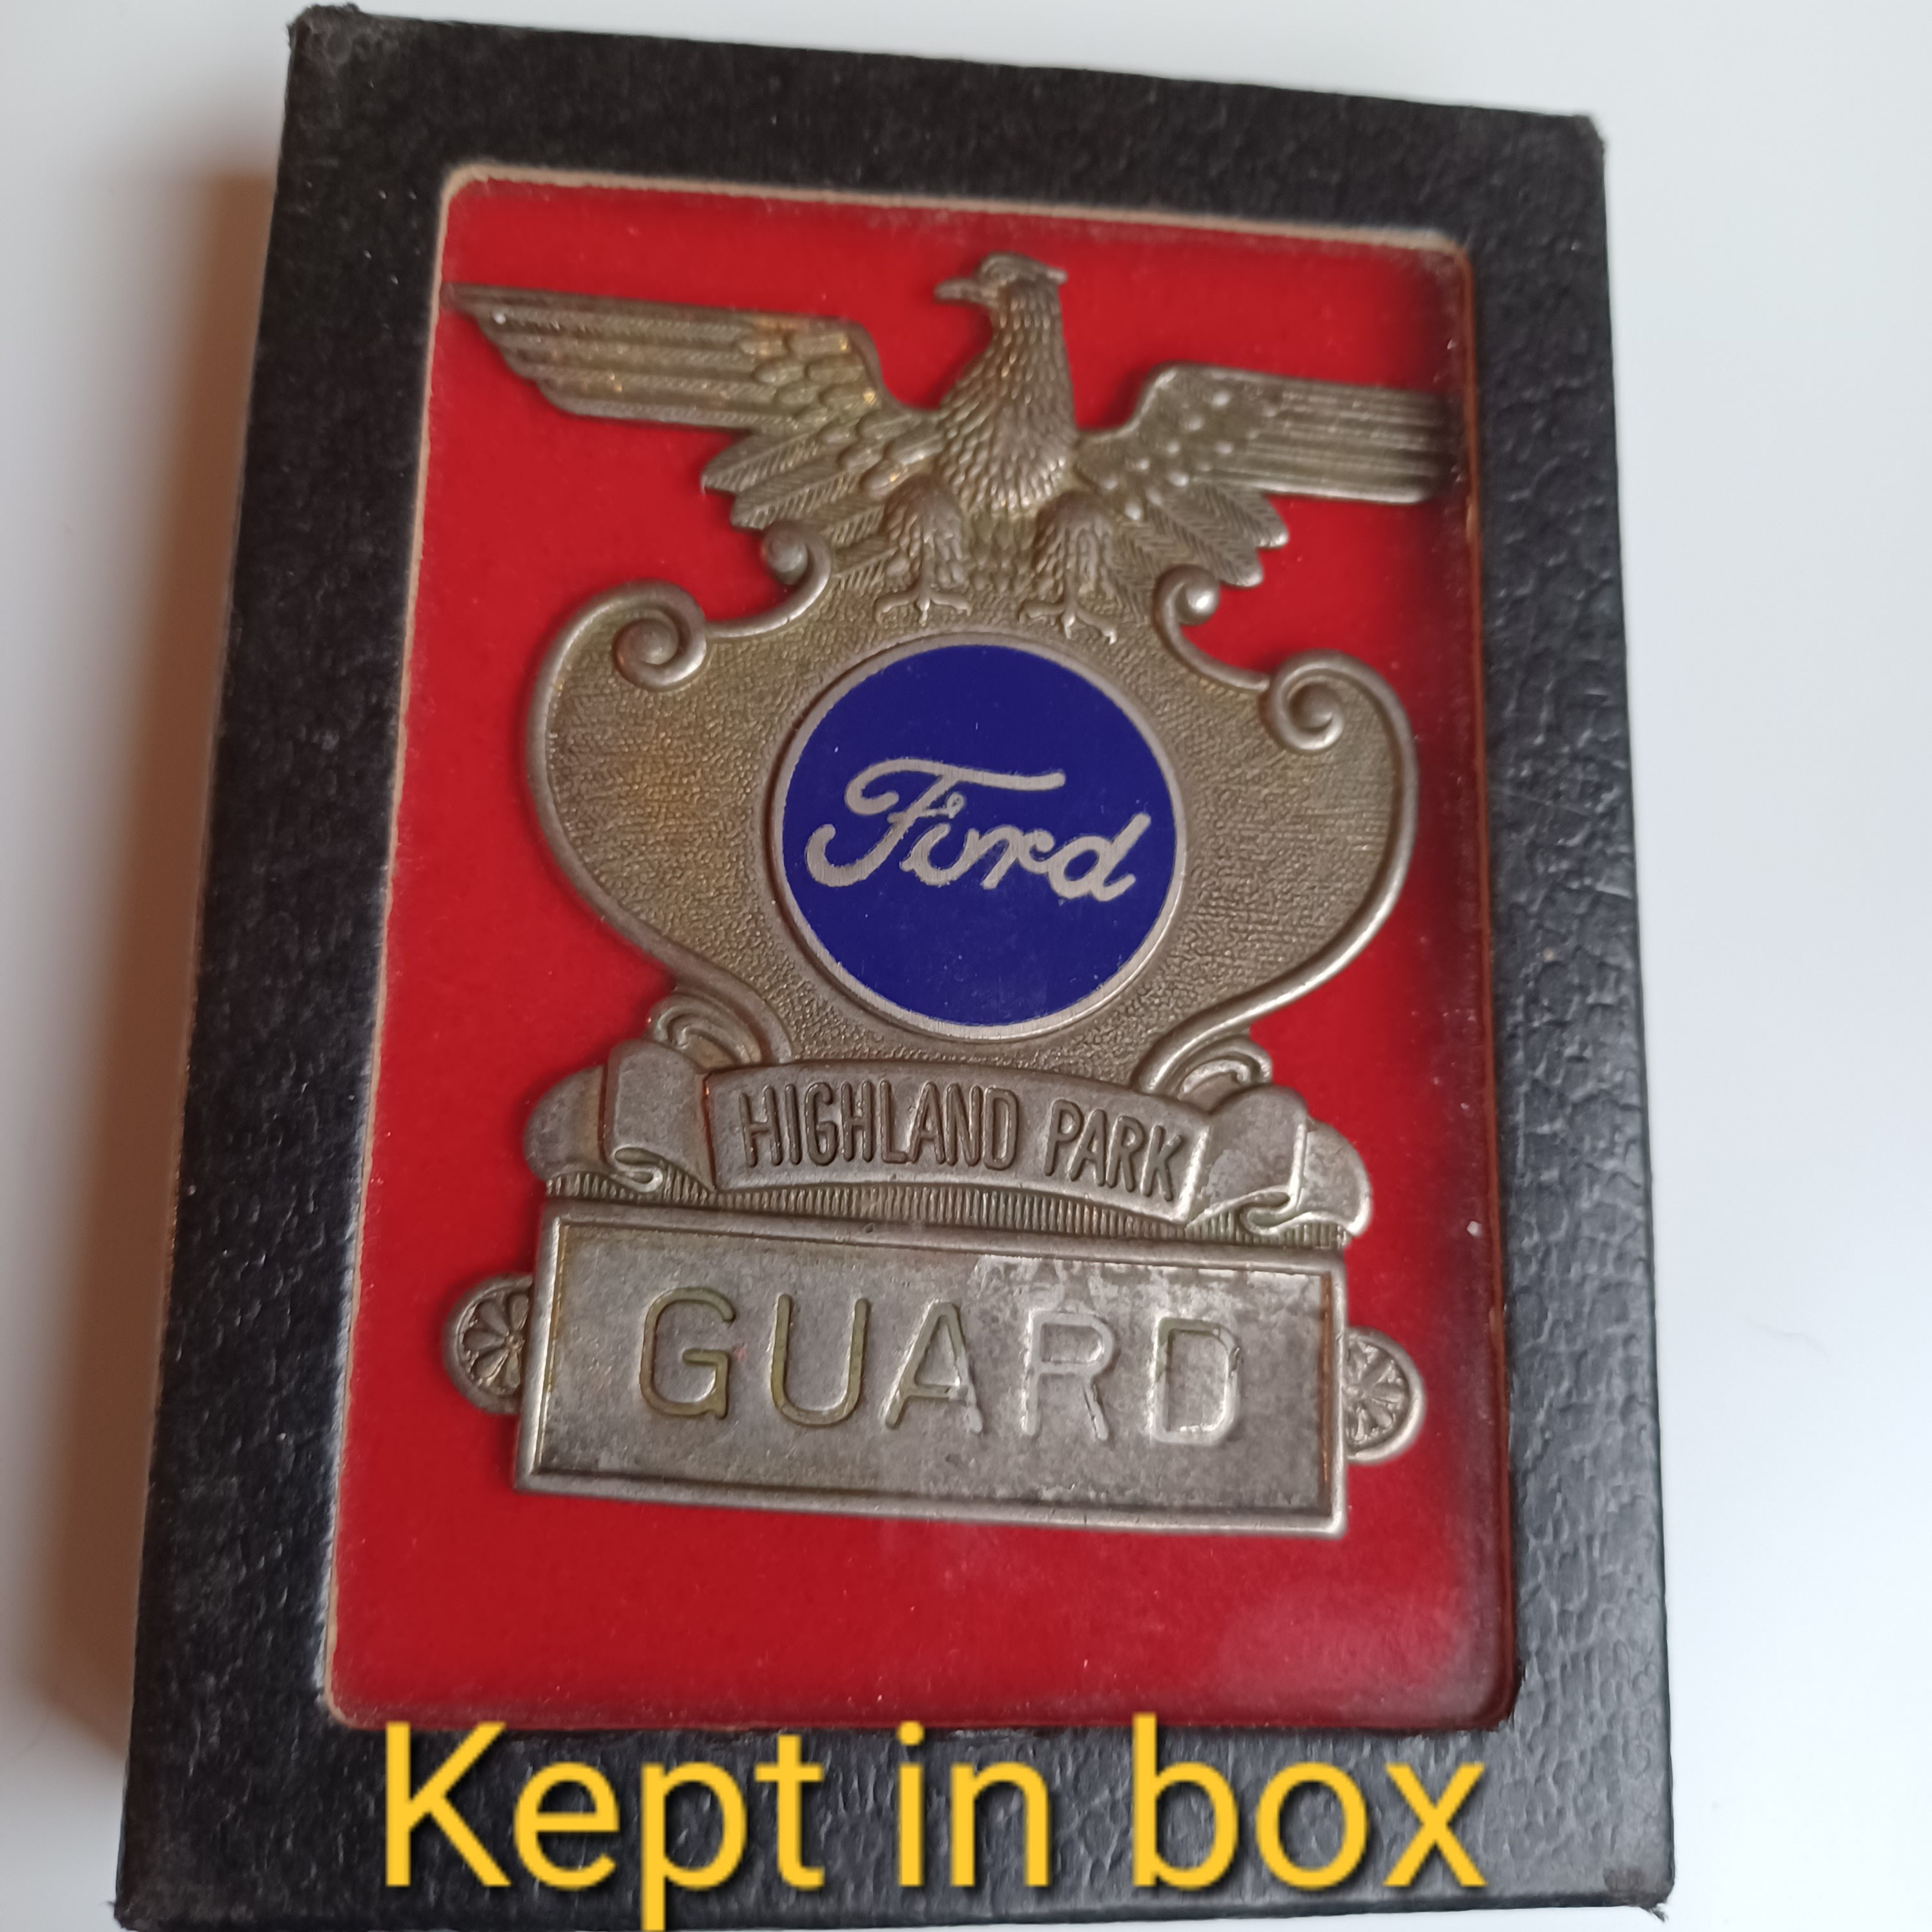 Ford
HIGHLAND PARK
GUARD
Kept in box